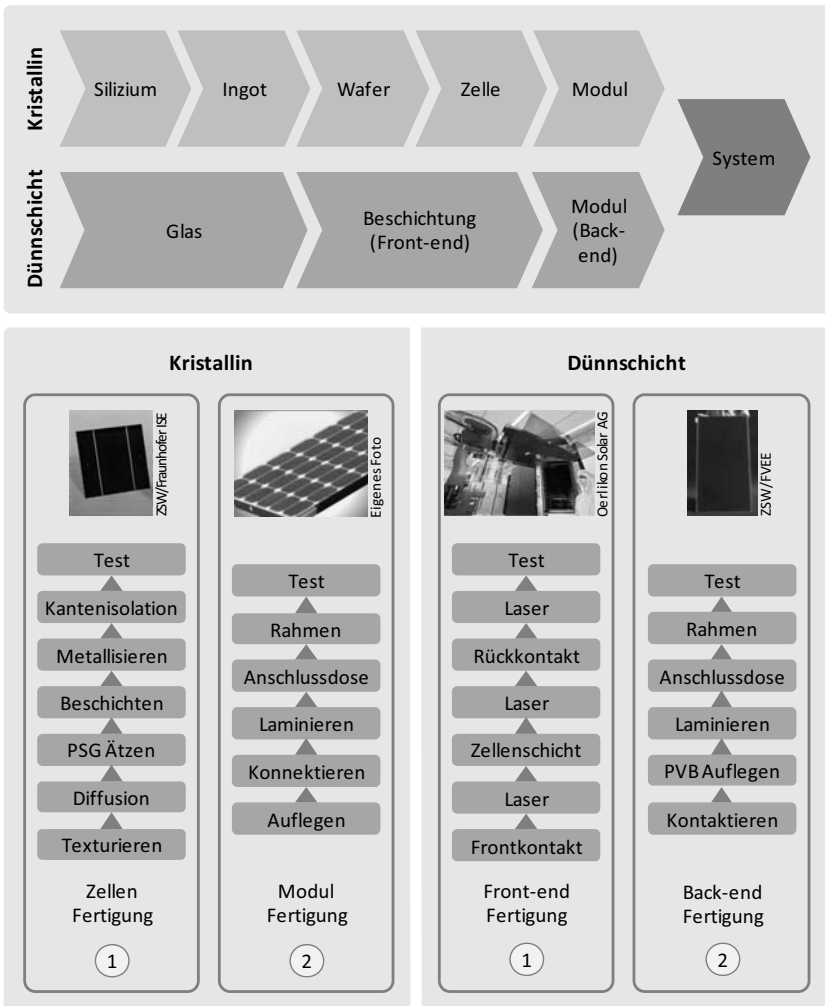 Kristallin
Silizium
Ingot
Wafer
Zelle
Modul
System
Dünnschicht
Glas
Beschichtung
(Front-end)
Modul
(Back-
end)
Kristallin
ZSW/Fraunhofer ISE
Test
Kantenisolation
Metallisieren
Beschichten
PSG Ätzen
Diffusion
Texturieren
Zellen
Fertigung
1
Eigenes Foto
Test
Rahmen
Anschlussdose
Laminieren
Konnektieren
Auflegen
Modul
Fertigung
2
Dünnschicht
Oerlikon Solar AG
Test
Laser
Rückkontakt
Laser
Zellenschicht
Laser
Frontkontakt
Front-end
Fertigung
1
ZSW/FVEE
Test
Rahmen
Anschlussdose
Laminieren
PVB Auflegen
Kontaktieren
Back-end
Fertigung
2